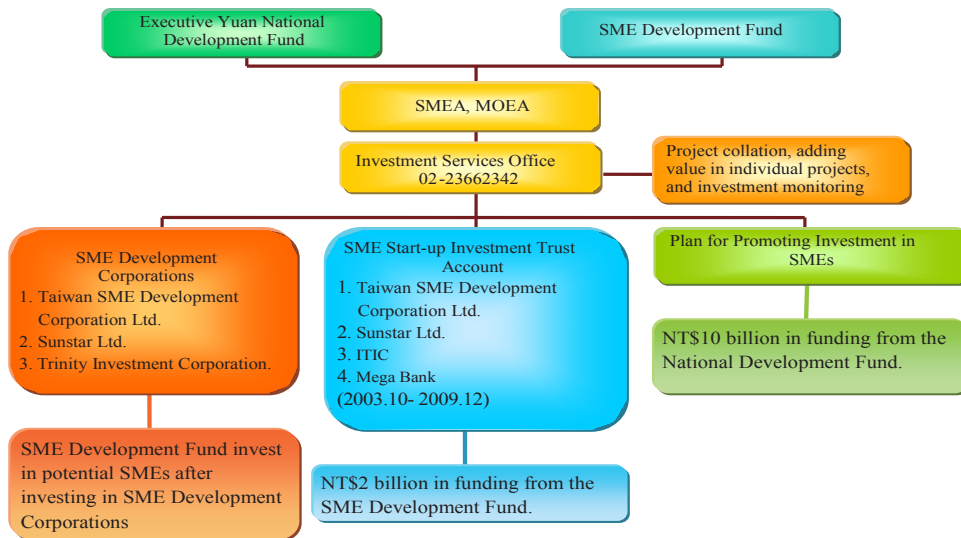 Executive Yuan National
Development Fund
SME Development Fund
SMEA, MOEA
Investment Services Office
02-23662342
Project collation, adding
value in individual projects,
and investment monitoring
SME Development
Corporations
1. Taiwan SME Development
Corporation Ltd.
2. Sunstar Ltd.
3. Trinity Investment Corporation.
SME Start-up Investment Trust
Account
1. Taiwan SME Development
Corporation Ltd.
2. Sunstar Ltd.
3. ITIC
4. Mega Bank
(2003.10- 2009.12)
Plan for Promoting Investment in
SMEs
NT$10 billion in funding from the
National Development Fund.
SME Development Fund invest
in potential SMEs after
investing in SME Development
Corporations
NT$2 billion in funding from the
SME Development Fund.